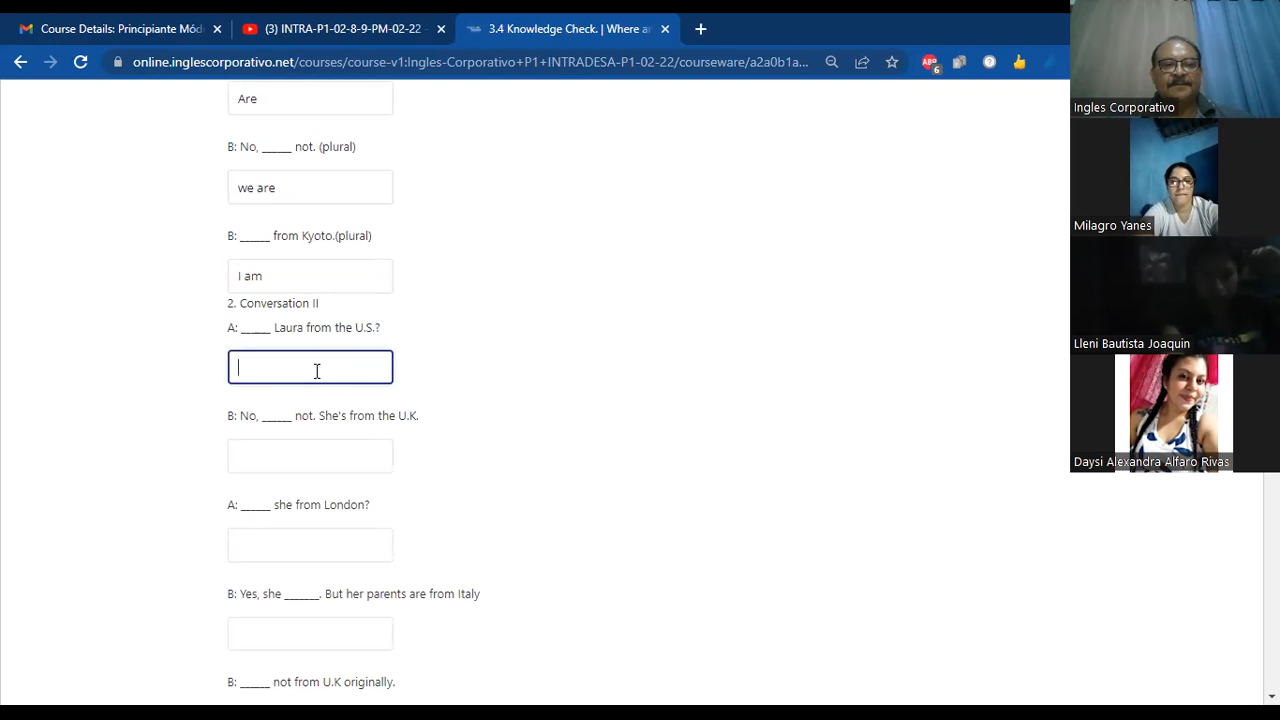 Course Details: Principiante Mód
(3) INTRA-P1-02-8-9-PM-02-22 -
3.4 Knowledge Check. | Where ar
online.inglescorporativo.net/courses/course-v1:Ingles-Corporativo+P1+INTRADESA-P1-02-22/courseware/a2a0b1a...
ABP
6
Are
B: No, _____ not. (plural)
we are
B: _____ from Kyoto.(plural)
I am
2. Conversation II
A: _____ Laura from the U.S.?
B: No, _____ not. She's from the U.K.
A: _____ she from London?
B: Yes, she ______. But her parents are from Italy
B: _____ not from U.K originally.
Ingles Corporativo
Milagro Yanes
Lleni Bautista Joaquin
Daysi Alexandra Alfaro Rivas